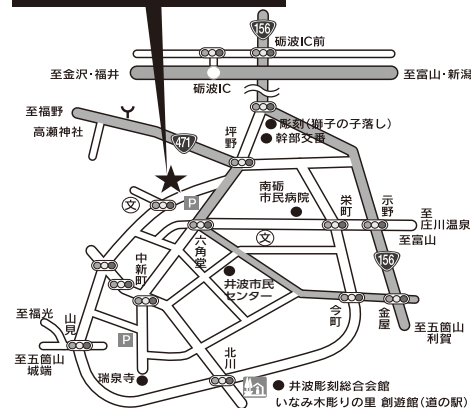 156
砺波IC前
至金沢・福井
至富山・新潟
砺波IC
至福野
高瀬神社
471
坪野
彫刻(獅子の子落し)
幹部交番
南砺
市民病院
栄町
示野
至
庄川温泉
至富山
文
P
文
六角堂
中新町
156
井波市民
センター
山見
至福光
至五箇山
城端
今町
金屋
至五箇山
利賀
P
北川
瑞泉寺
井波彫刻総合会館
いなみ木彫りの里 創遊館(道の駅)